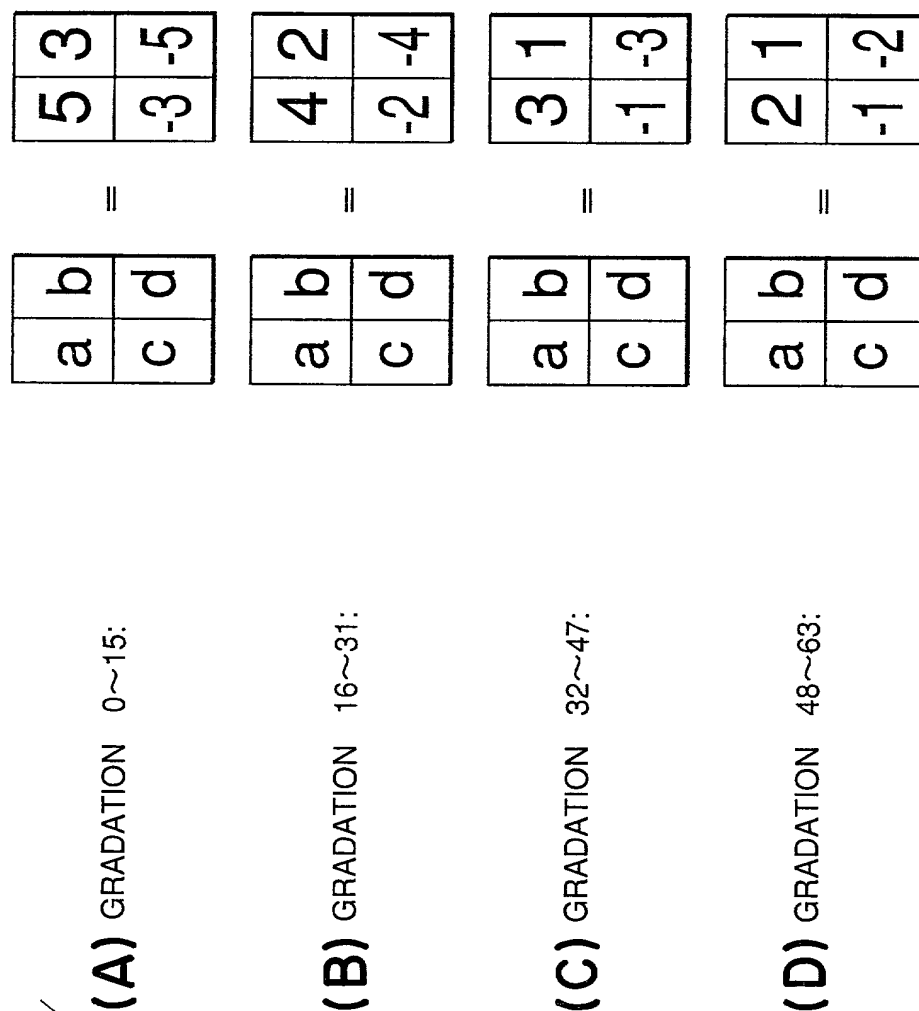 (A) GRADATION 0~15: a b = 5 3
c d -3 -5
(B) GRADATION 16~31: a b = 4 2
c d -2 -4
(C) GRADATION 32~47: a b = 3 1
c d -1 -3
(D) GRADATION 48~63: a b = 2 1
c d -1 -2